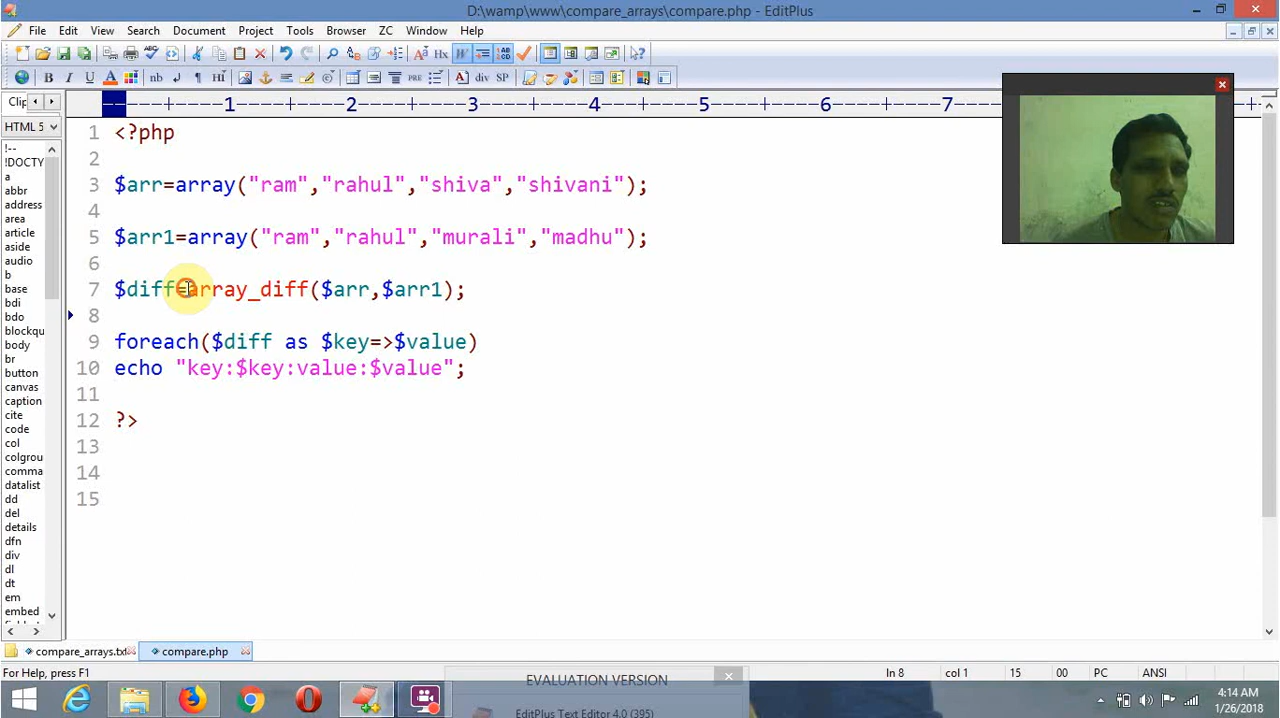 D:\wamp\www\compare_arrays\compare.php - EditPlus
File Edit View Search Document Project Tools Browser ZC Window Help
Clip
HTML 5
!--
!DOCTY
a
abbr
address
area
article
aside
audio
b
base
bdi
bdo
blockqu
body
br
button
canvas
caption
cite
code
col
colgrou
comma
datalist
dd
del
details
dfn
div
dl
dt
em
embed
1 <?php
2
3 $arr=array("ram","rahul","shiva","shivani");
4
5 $arr1=array("ram","rahul","murali","madhu");
6
7 $diff=array_diff($arr,$arr1);
8
9 foreach($diff as $key=>$value)
10 echo "key:$key:value:$value";
11
12 ?>
13
14
15
compare_arrays.txt compare.php
For Help, press F1 ln 8 col 1 15 00 PC ANSI
EVALUATION VERSION
EditPlus Text Editor 4.0 (395)
4:14 AM
1/26/2018